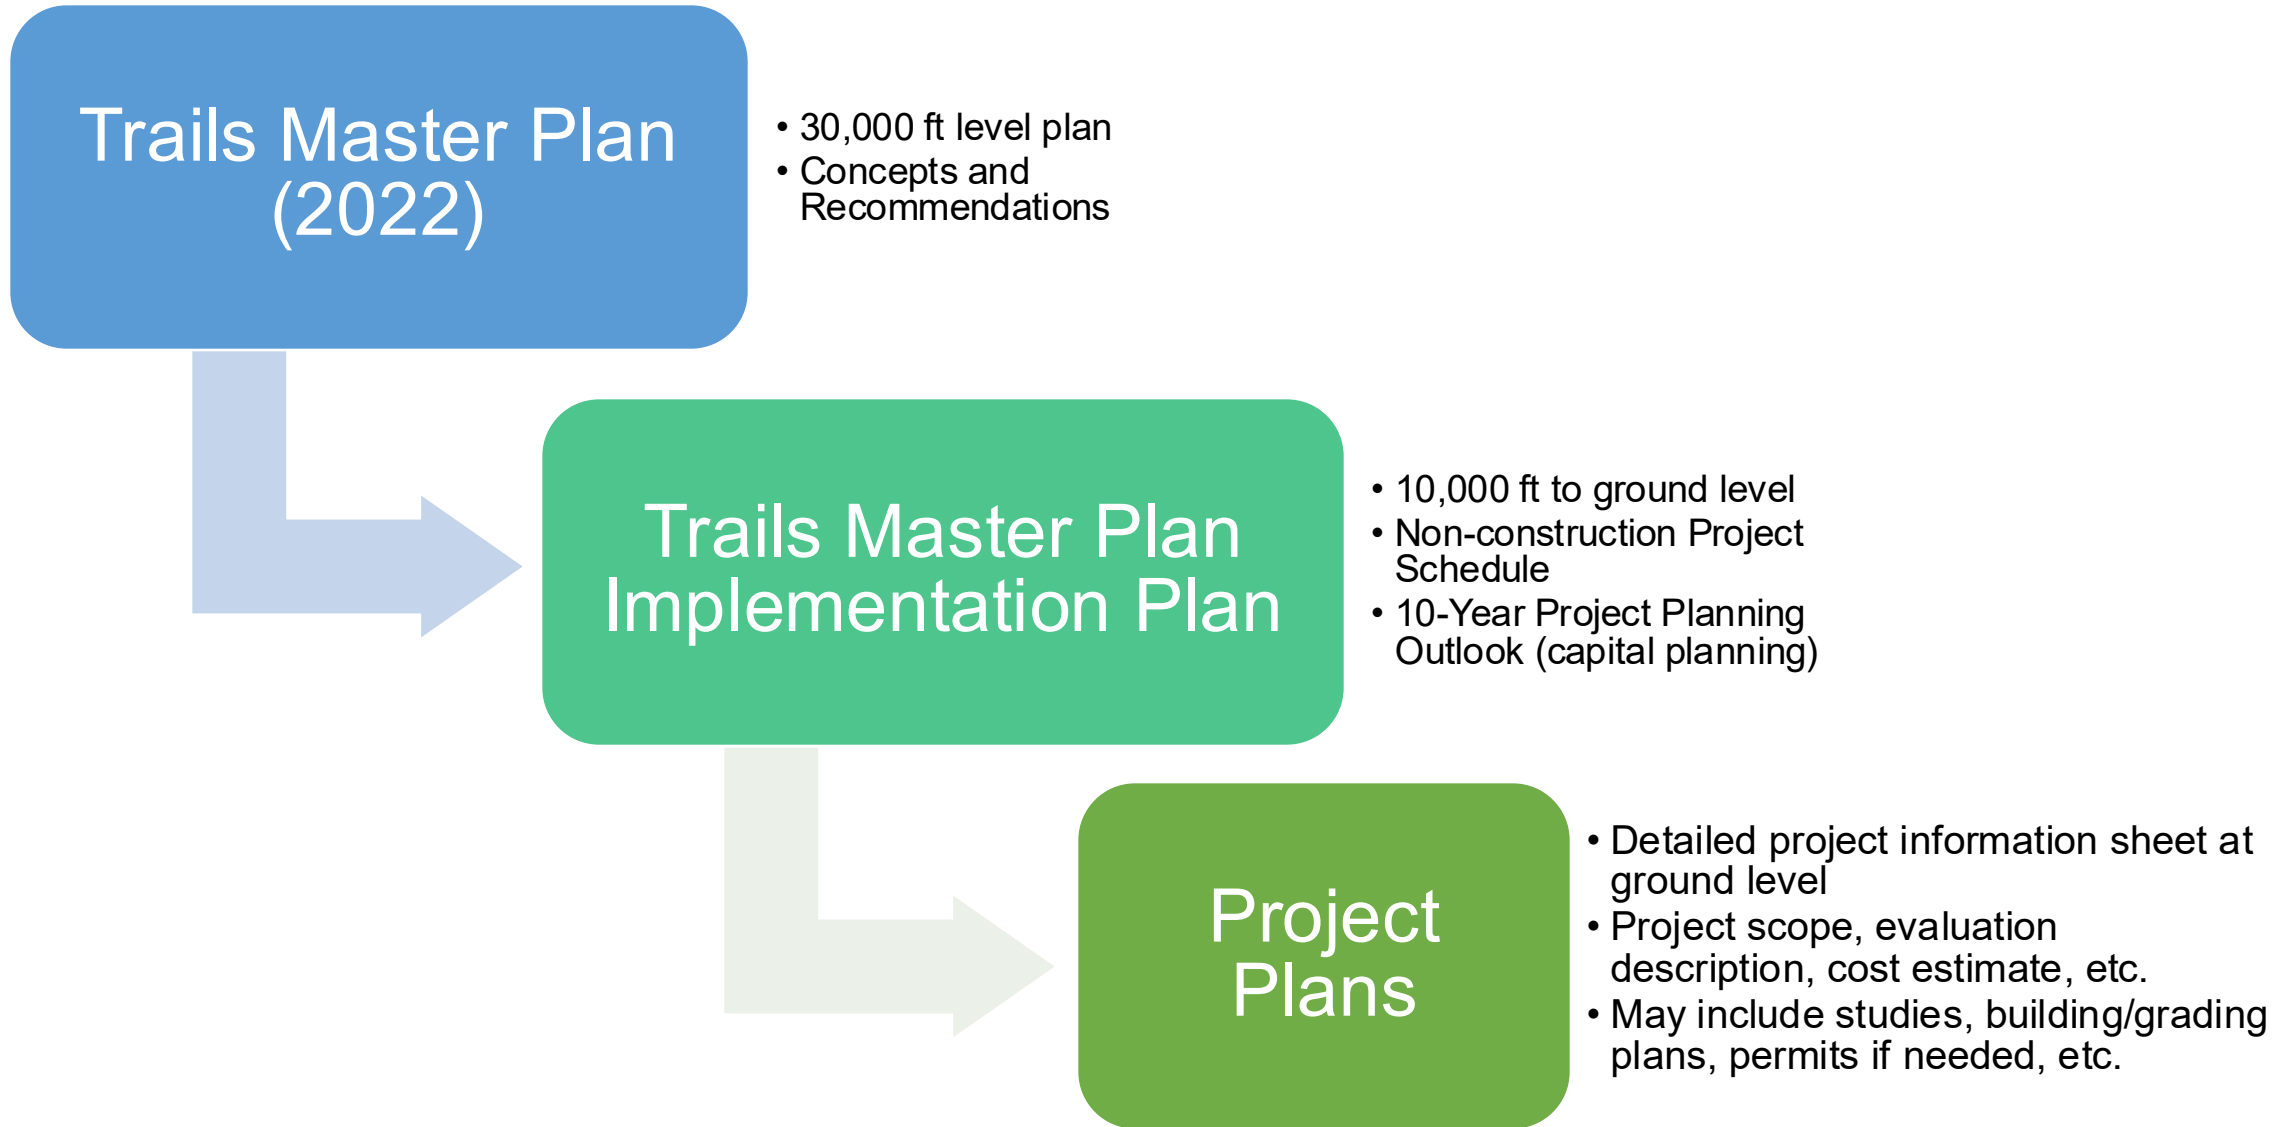 Trails Master Plan
(2022)
• 30,000 ft level plan
• Concepts and
Recommendations
Trails Master Plan
Implementation Plan
• 10,000 ft to ground level
• Non-construction Project
Schedule
• 10-Year Project Planning
Outlook (capital planning)
Project
Plans
• Detailed project information sheet at
ground level
• Project scope, evaluation
description, cost estimate, etc.
• May include studies, building/grading
plans, permits if needed, etc.